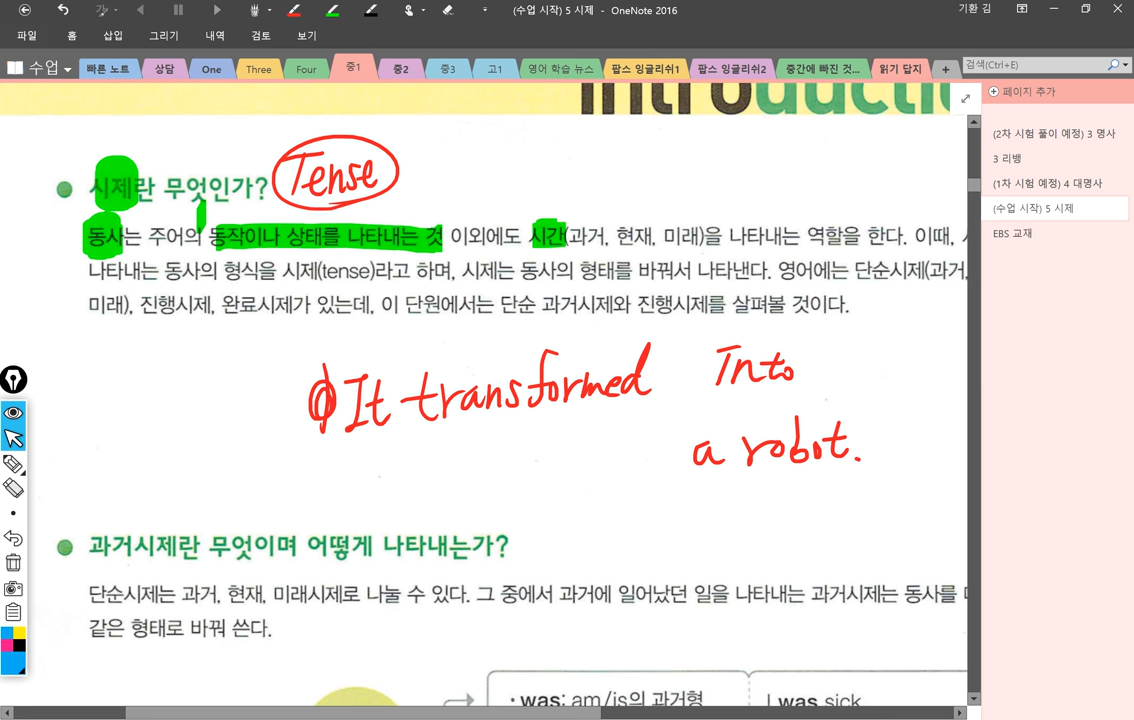 (수업 시작) 5 시제 - OneNote 2016
기환 김
파일 홈 삽입 그리기 내역 검토 보기
수업 빠른 노트 상담 One Three Four 중1 중2 중3 고1 영어 학습 뉴스 팝스 잉글리쉬1 팝스 잉글리쉬2 중간에 빠진 것... 읽기 답지 +
검색(Ctrl+E)
페이지 추가
(2차 시험 풀이 예정) 3 명사
3 리뱅
(1차 시험 예정) 4 대명사
(수업 시작) 5 시제
EBS 교재
시제란 무엇인가? Tense
동사는 주어의 동작이나 상태를 나타내는 것 이외에도 시간(과거, 현재, 미래)을 나타내는 역할을 한다. 이때,
나타내는 동사의 형식을 시제(tense)라고 하며, 시제는 동사의 형태를 바꿔서 나타낸다. 영어에는 단순시제(과거,
미래), 진행시제, 완료시제가 있는데, 이 단원에서는 단순 과거시제와 진행시제를 살펴볼 것이다.
It transformed Into
a robot.
과거시제란 무엇이며 어떻게 나타내는가?
단순시제는 과거, 현재, 미래시제로 나눌 수 있다. 그 중에서 과거에 일어났던 일을 나타내는 과거시제는 동사를
같은 형태로 바꿔 쓴다.
• was: am/is의 과거형 I was sick